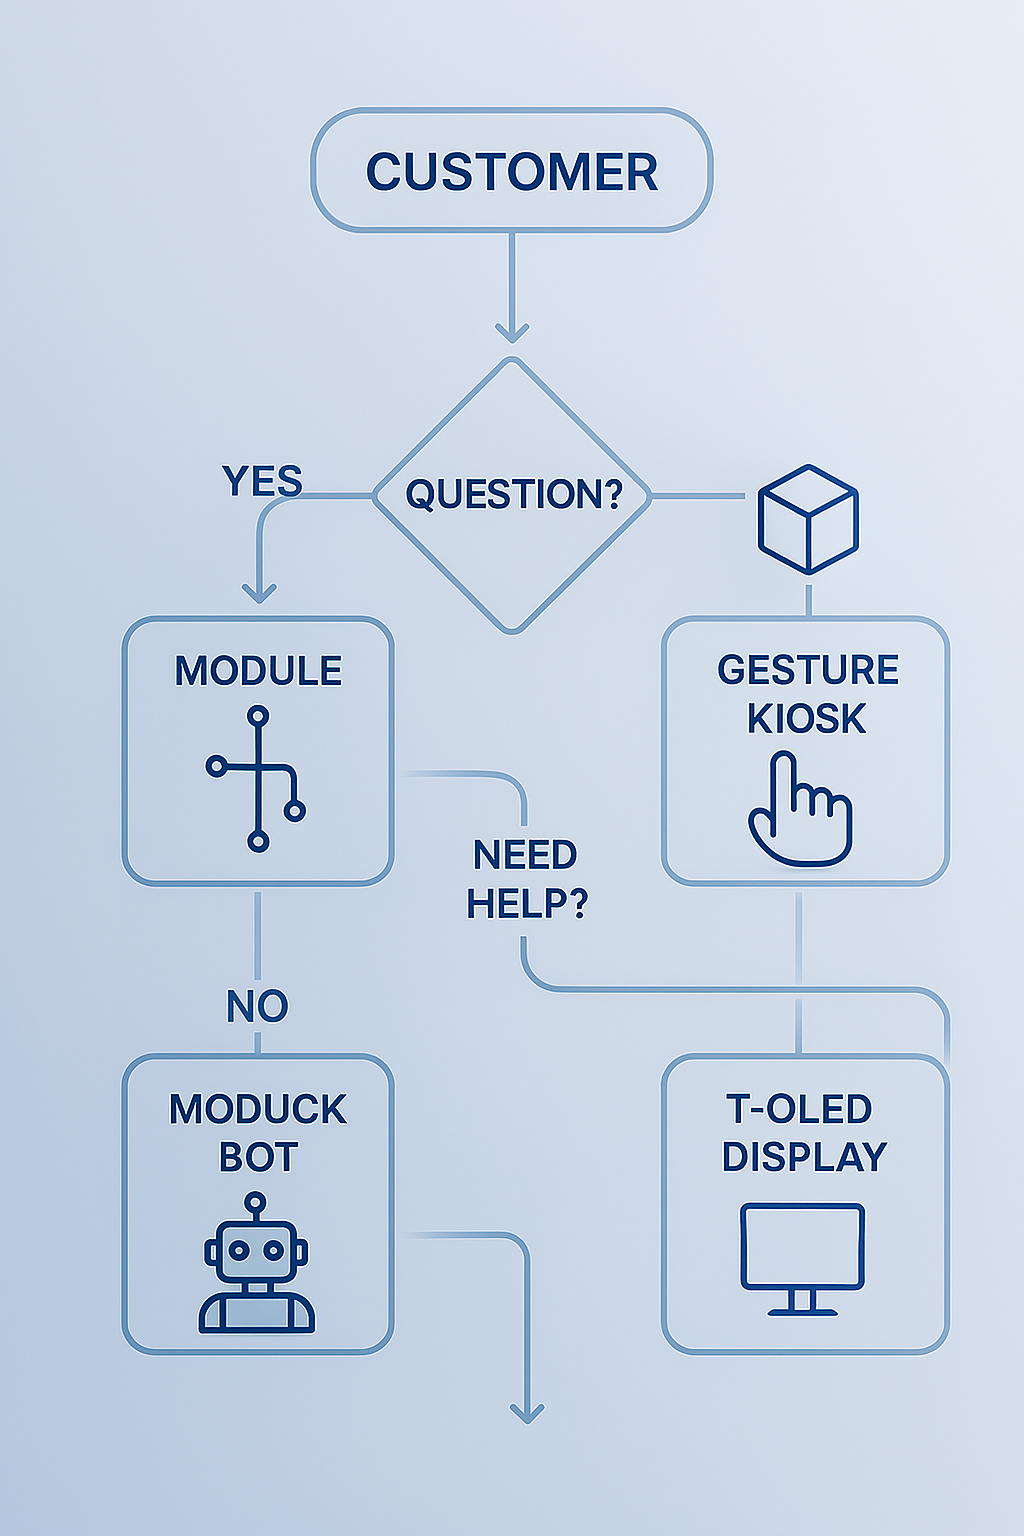 CUSTOMER
QUESTION?
YES
MODULE
GESTURE
KIOSK
NEED
HELP?
NO
MODUCK
BOT
T-OLED
DISPLAY